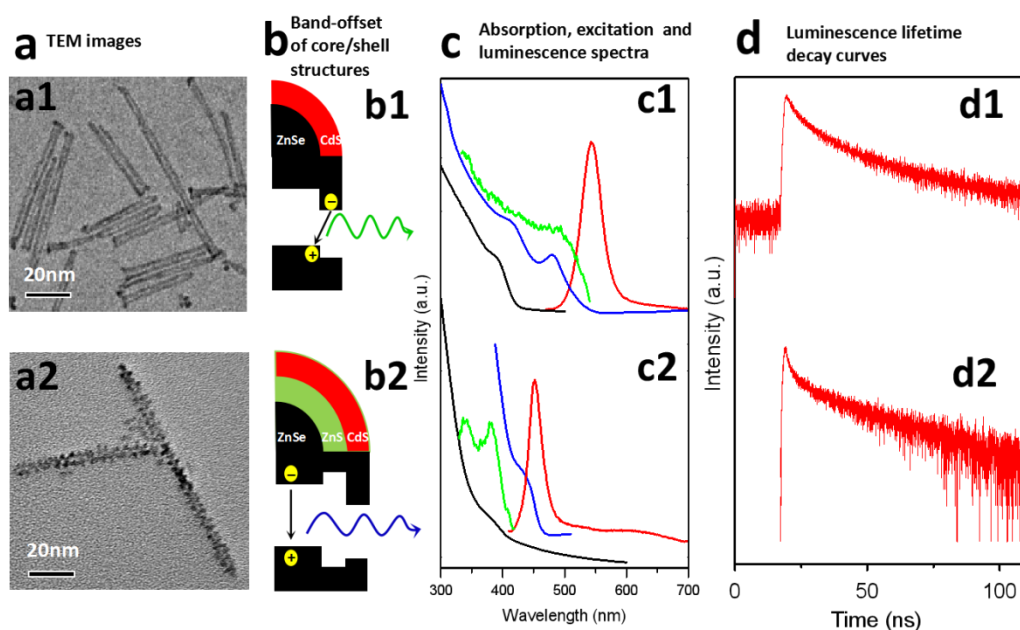 a TEM images
b Band-offset
of core/shell
structures
c Absorption, excitation and
luminescence spectra
d Luminescence lifetime
decay curves
a1
20nm
b1
ZnSe CdS
−
+
c1
d1
a2
20nm
b2
ZnSe ZnS CdS
−
+
c2
d2
Intensity (a.u.)
300 400 500 600 700
Wavelength (nm)
Intensity (a.u.)
0 50 100
Time (ns)